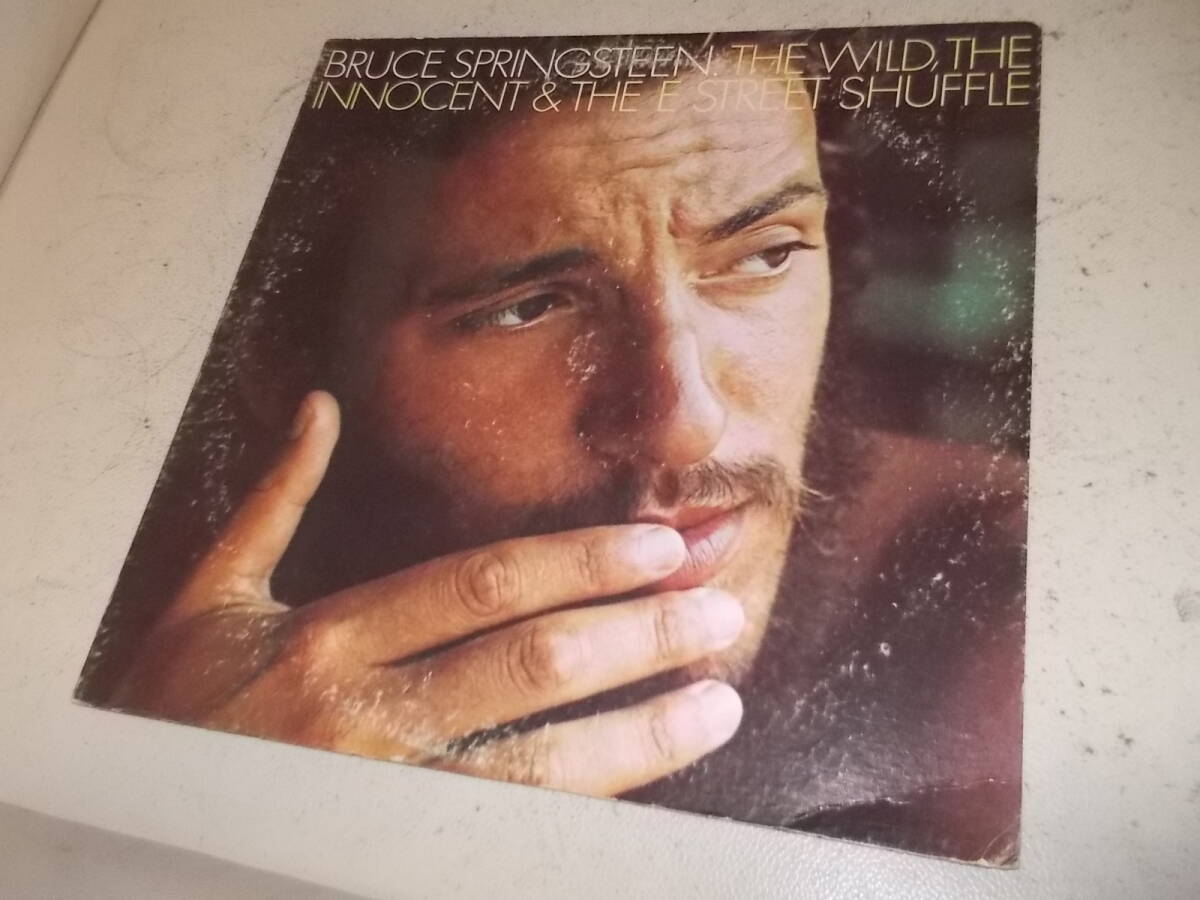 BRUCE SPRINGSTEEN: THE WILD, THE
INNOCENT & THE E STREET SHUFFLE